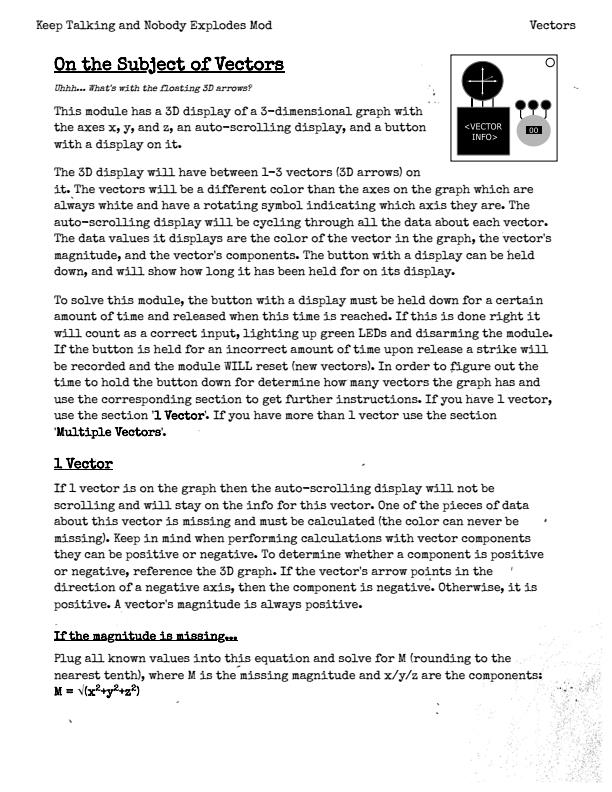 Keep Talking and Nobody Explodes Mod
Vectors
On the Subject of Vectors
Uhhh... What's with the floating 3D arrows?
<VECTOR
INFO>
00
This module has a 3D display of a 3-dimensional graph with
the axes x, y, and z, an auto-scrolling display, and a button
with a display on it.
The 3D display will have between 1-3 vectors (3D arrows) on
it. The vectors will be a different color than the axes on the graph which are
always white and have a rotating symbol indicating which axis they are. The
auto-scrolling display will be cycling through all the data about each vector.
The data values it displays are the color of the vector in the graph, the vector's
magnitude, and the vector's components. The button with a display can be held
down, and will show how long it has been held for on its display.
To solve this module, the button with a display must be held down for a certain
amount of time and released when this time is reached. If this is done right it
will count as a correct input, lighting up green LEDs and disarming the module.
If the button is held for an incorrect amount of time upon release a strike will
be recorded and the module WILL reset (new vectors). In order to figure out the
time to hold the button down for determine how many vectors the graph has and
use the corresponding section to get further instructions. If you have 1 vector,
use the section '1 Vector'. If you have more than 1 vector use the section
'Multiple Vectors'.
1 Vector
If 1 vector is on the graph then the auto-scrolling display will not be
scrolling and will stay on the info for this vector. One of the pieces of data
about this vector is missing and must be calculated (the color can never be
missing). Keep in mind when performing calculations with vector components
they can be positive or negative. To determine whether a component is positive
or negative, reference the 3D graph. If the vector's arrow points in the
direction of a negative axis, then the component is negative. Otherwise, it is
positive. A vector's magnitude is always positive.
If the magnitude is missing...
Plug all known values into this equation and solve for M (rounding to the
nearest tenth), where M is the missing magnitude and x/y/z are the components:
M = √(x²+y²+z²)